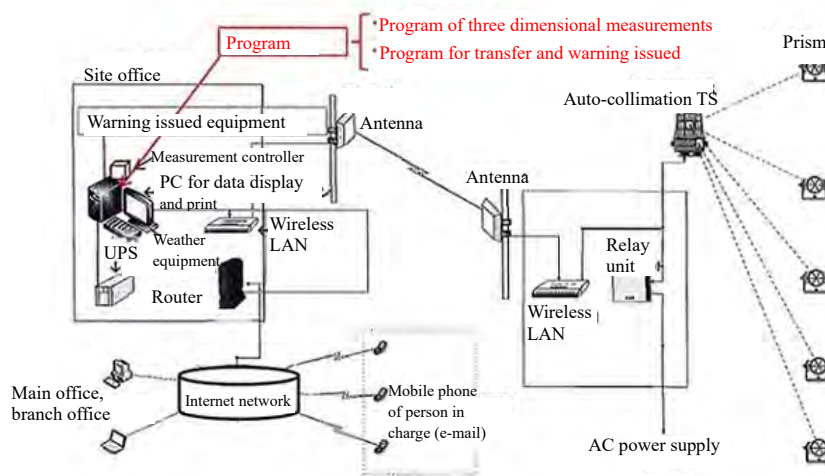 Program
*Program of three dimensional measurements
*Program for transfer and warning issued
Prism
Site office
Auto-collimation TS
Warning issued equipment
Antenna
Measurement controller
PC for data display
and print
Antenna
Wireless
LAN
Weather
equipment
UPS
Router
Relay
unit
Wireless
LAN
Main office,
branch office
Internet network
Mobile phone
of person in
charge (e-mail)
AC power supply